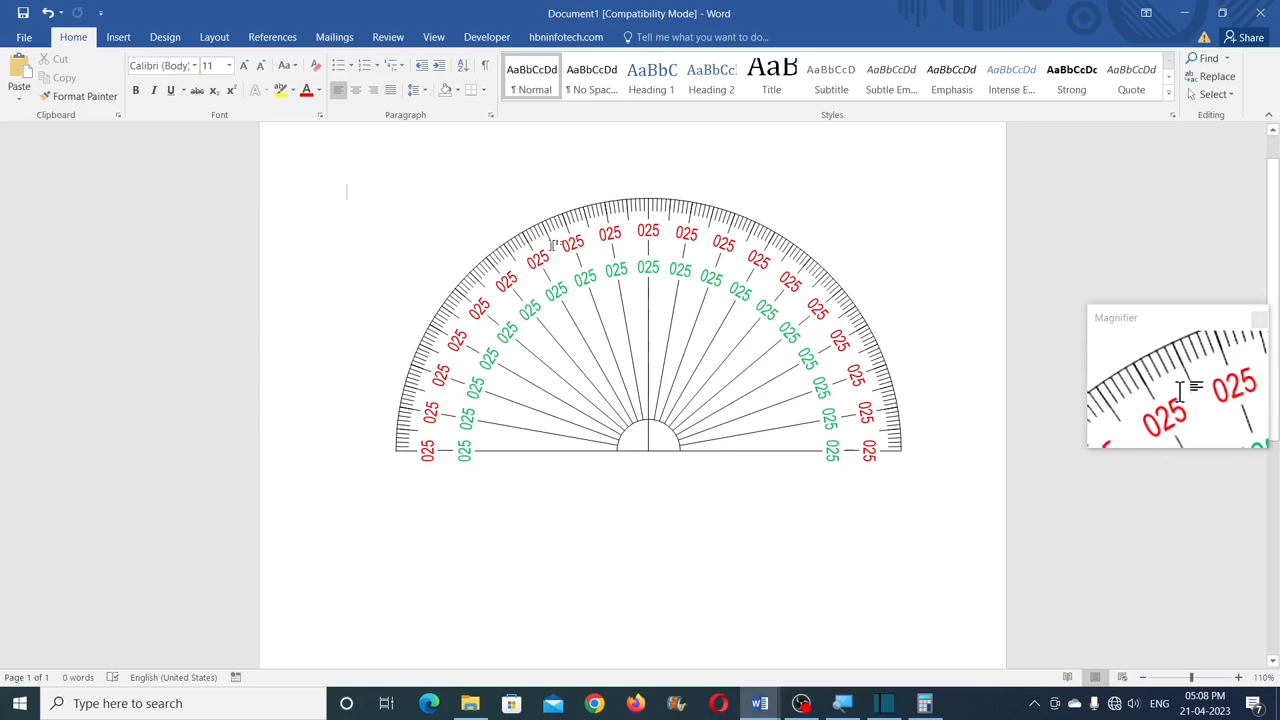 Document1 [Compatibility Mode] - Word
File Home Insert Design Layout References Mailings Review View Developer hbninfotech.com Tell me what you want to do... Share
Paste
Cut
Copy
Format Painter
Clipboard
Calibri (Body) 11
Font
Paragraph
AaBbCcDd AaBbCcDd AaBbC AaBbCc AaB AaBbCcD AaBbCcDd AaBbCcDd AaBbCcDd AaBbCcDc AaBbCcDd
¶ Normal ¶ No Spac... Heading 1 Heading 2 Title Subtitle Subtle Em... Emphasis Intense E... Strong Quote
Styles
Find
Replace
Select
Editing
025 025 025 025 025 025 025 025 025 025 025 025 025 025 025 025 025 025 025
025 025 025 025 025 025 025 025 025 025 025 025 025 025 025 025 025 025 025
Magnifier
025 025
Page 1 of 1 0 words English (United States) 110%
Type here to search
ENG
05:08 PM
21-04-2023
7